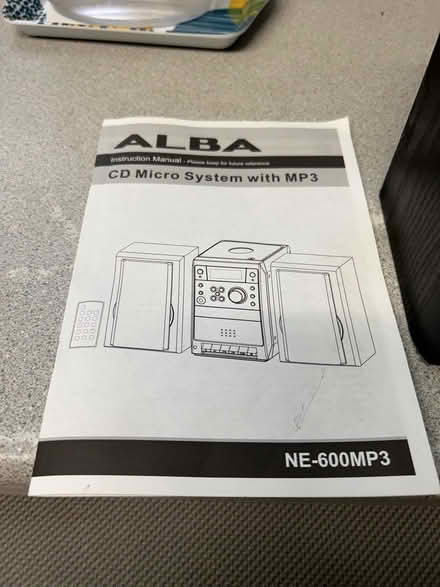 ALBA
Instruction Manual - Please keep for future reference
CD Micro System with MP3
NE-600MP3